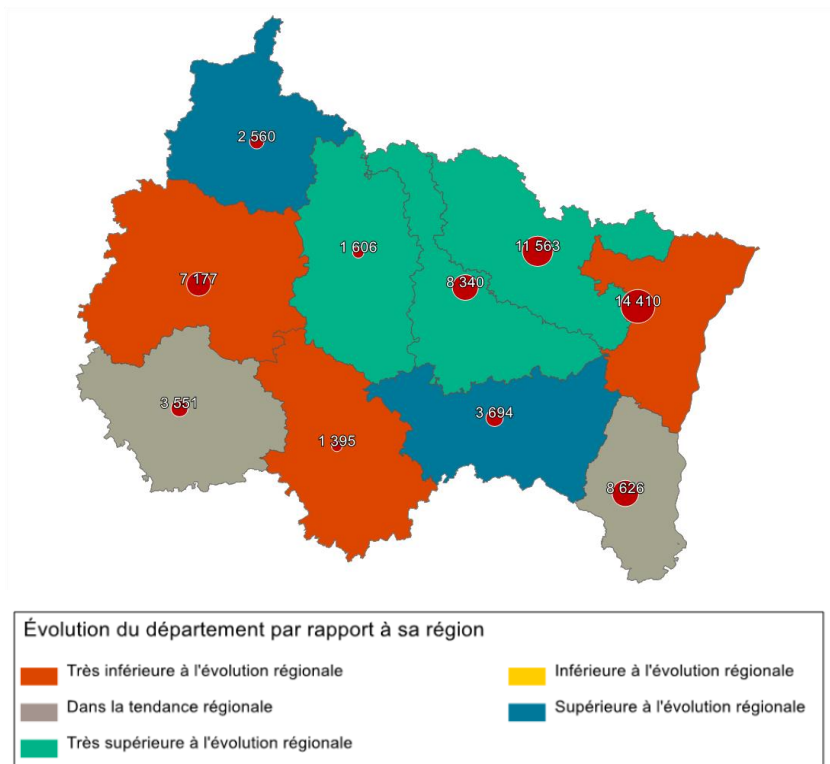 2 560
1 606
11 563
7 177
8 340
14 410
3 551
3 694
1 395
8 626
Évolution du département par rapport à sa région
Très inférieure à l'évolution régionale
Inférieure à l'évolution régionale
Dans la tendance régionale
Supérieure à l'évolution régionale
Très supérieure à l'évolution régionale